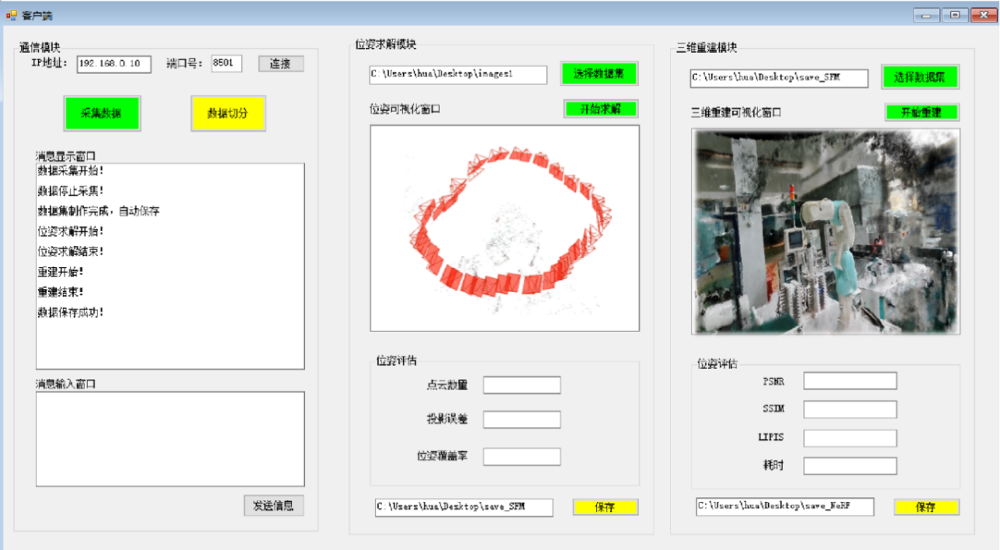 客户端
通信模块
IP地址： 192.168.0.10 端口号： 8501 连接
采集数据 数据切分
消息显示窗口
数据采集开始!
数据停止采集!
数据集制作完成，自动保存
位姿求解开始!
位姿求解结束!
重建开始!
重建结束!
数据保存成功!
消息输入窗口
发送信息
位姿求解模块
C:\Users\hua\Desktop\images1 选择数据集
位姿可视化窗口 开始求解
位姿评估
点云数量
投影误差
位姿覆盖率
C:\Users\hua\Desktop\save_SFM 保存
三维重建模块
C:\Users\hua\Desktop\save_SFM 选择数据集
三维重建可视化窗口 开始重建
位姿评估
PSNR
SSIM
LIPIS
耗时
C:\Users\hua\Desktop\save_NeRF 保存